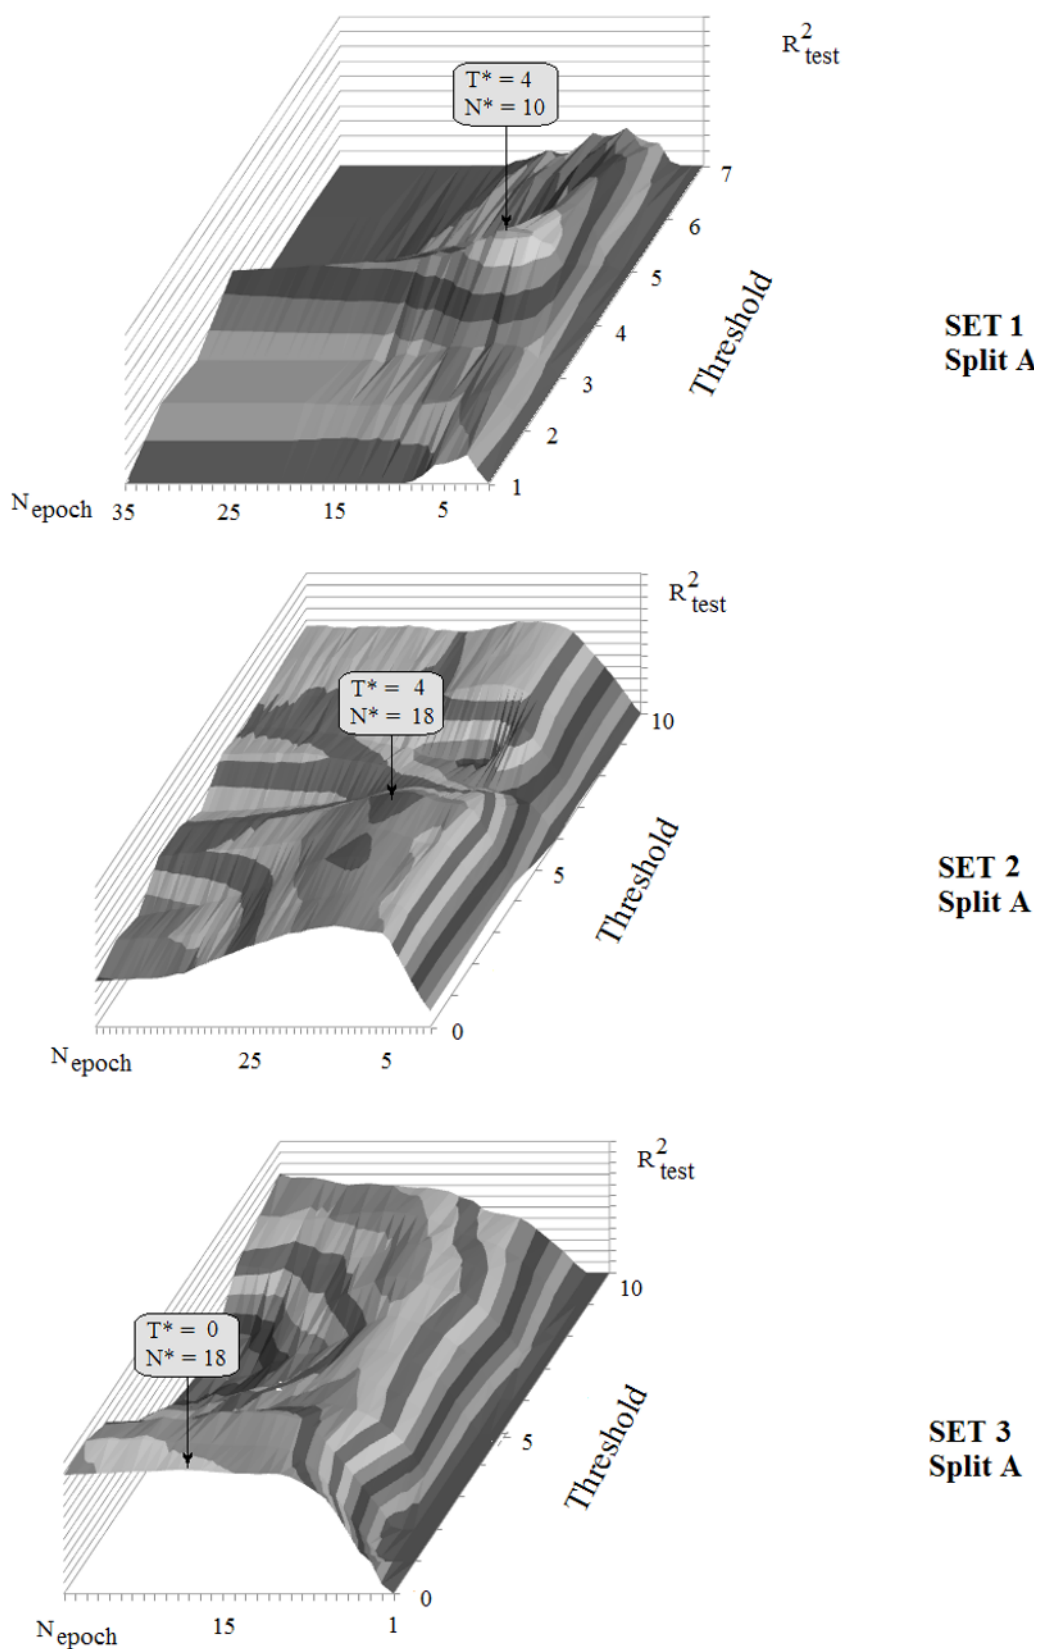 R²test
T* = 4
N* = 10
7
6
5
4
3
2
1
Threshold
SET 1
Split A
Nepoch 35 25 15 5
R²test
T* = 4
N* = 18
10
5
0
Threshold
SET 2
Split A
Nepoch 25 5
R²test
T* = 0
N* = 18
10
5
0
Threshold
SET 3
Split A
Nepoch 15 1